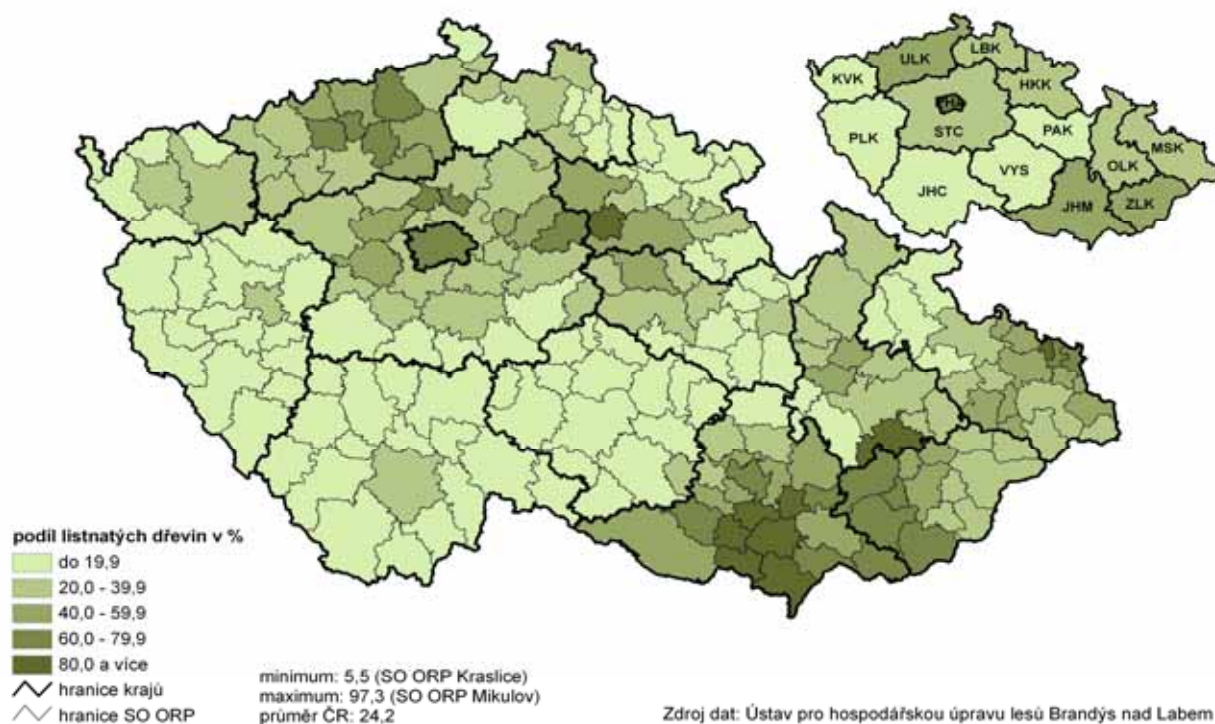 LBK
ULK
KVK
HKK
PHA
STC
PAK
PLK
MSK
OLK
VYS
JHC
JHM
ZLK
podíl listnatých dřevin v %
do 19,9
20,0 - 39,9
40,0 - 59,9
60,0 - 79,9
80,0 a více
hranice krajů
hranice SO ORP
minimum: 5,5 (SO ORP Kraslice)
maximum: 97,3 (SO ORP Mikulov)
průměr ČR: 24,2
Zdroj dat: Ústav pro hospodářskou úpravu lesů Brandýs nad Labem